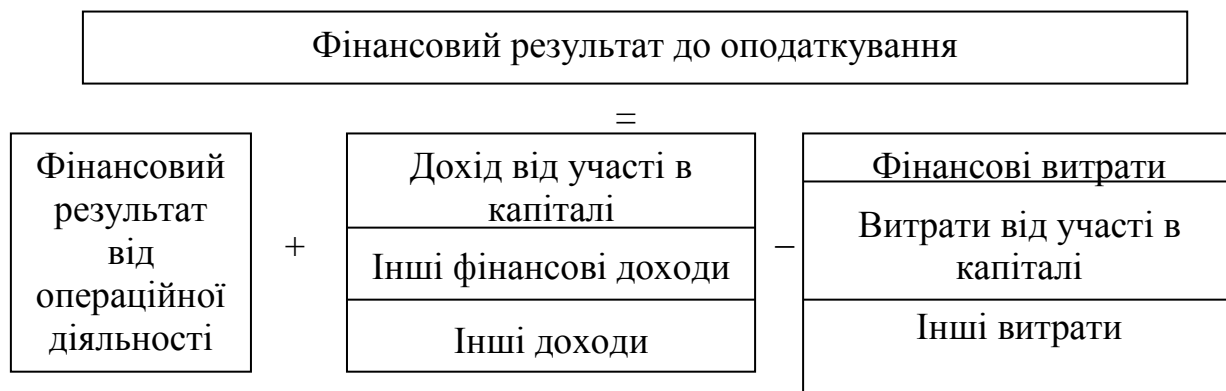 Фінансовий результат до оподаткування
=
Фінансовий
результат
від
операційної
діяльності
+
Дохід від участі в
капіталі
Інші фінансові доходи
Інші доходи
–
Фінансові витрати
Витрати від участі в
капіталі
Інші витрати